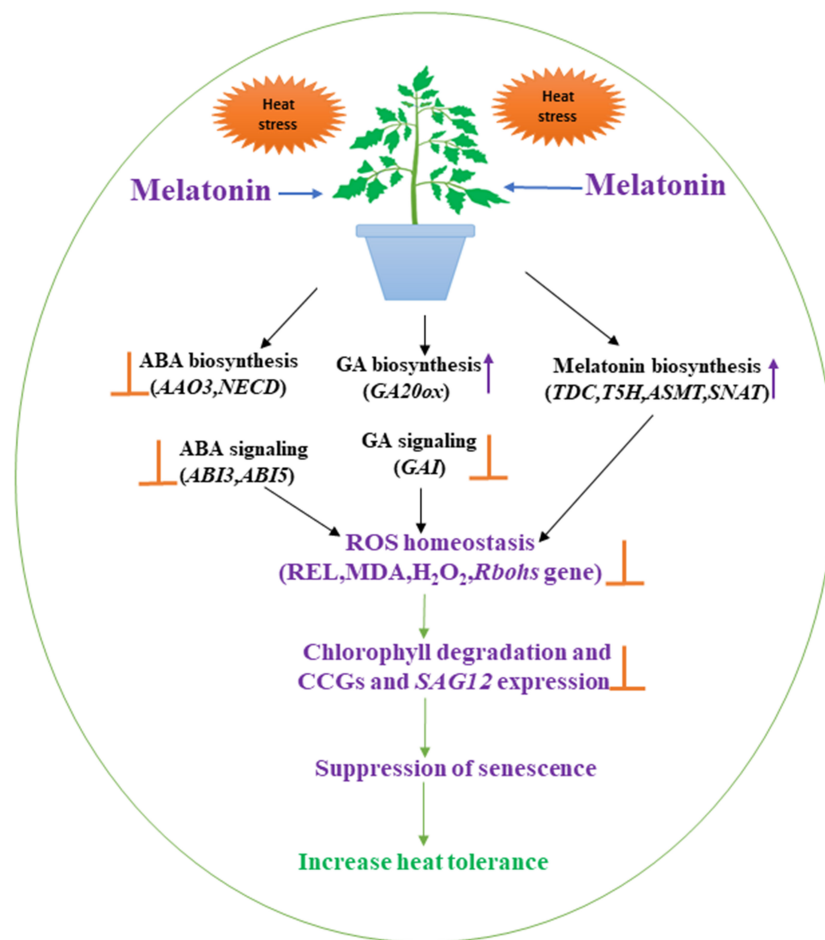 Heat
stress
Heat
stress
Melatonin
Melatonin
ABA biosynthesis
(AAO3,NECD)
GA biosynthesis
(GA20ox)
Melatonin biosynthesis
(TDC,T5H,ASMT,SNAT)
ABA signaling
(ABI3,ABI5)
GA signaling
(GAI)
ROS homeostasis
(REL,MDA,H₂O₂,Rbohs gene)
Chlorophyll degradation and
CCGs and SAG12 expression
Suppression of senescence
Increase heat tolerance